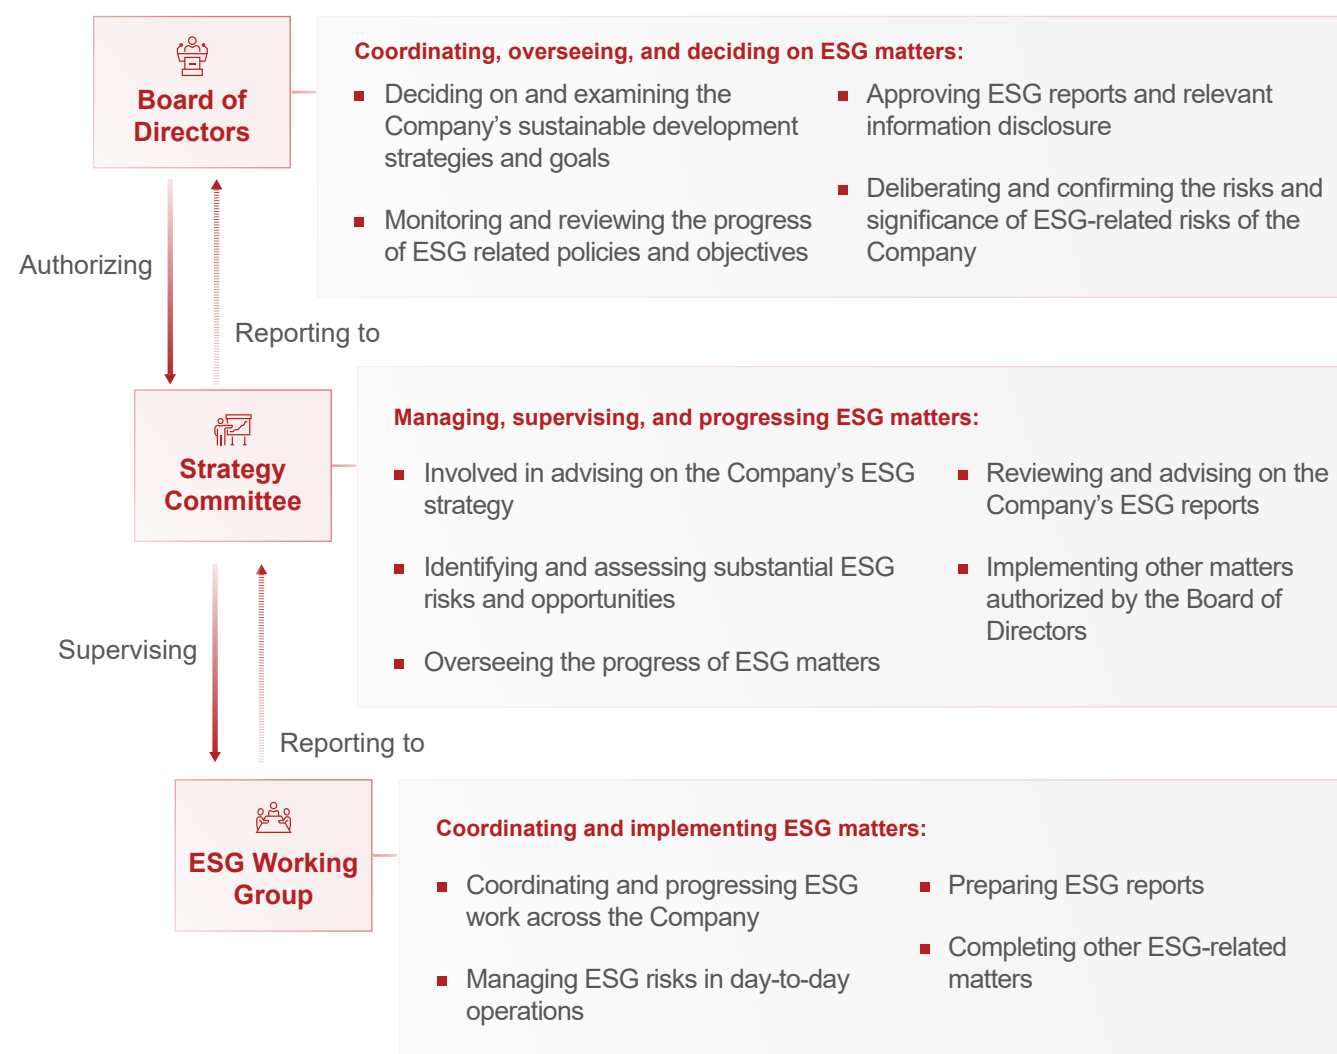 Board of
Directors
Coordinating, overseeing, and deciding on ESG matters:
Deciding on and examining the
Company’s sustainable development
strategies and goals
Monitoring and reviewing the progress
of ESG related policies and objectives
Approving ESG reports and relevant
information disclosure
Deliberating and confirming the risks and
significance of ESG-related risks of the
Company
Authorizing
Reporting to
Strategy
Committee
Managing, supervising, and progressing ESG matters:
Involved in advising on the Company’s ESG
strategy
Identifying and assessing substantial ESG
risks and opportunities
Overseeing the progress of ESG matters
Reviewing and advising on the
Company’s ESG reports
Implementing other matters
authorized by the Board of
Directors
Supervising
Reporting to
ESG Working
Group
Coordinating and implementing ESG matters:
Coordinating and progressing ESG
work across the Company
Managing ESG risks in day-to-day
operations
Preparing ESG reports
Completing other ESG-related
matters